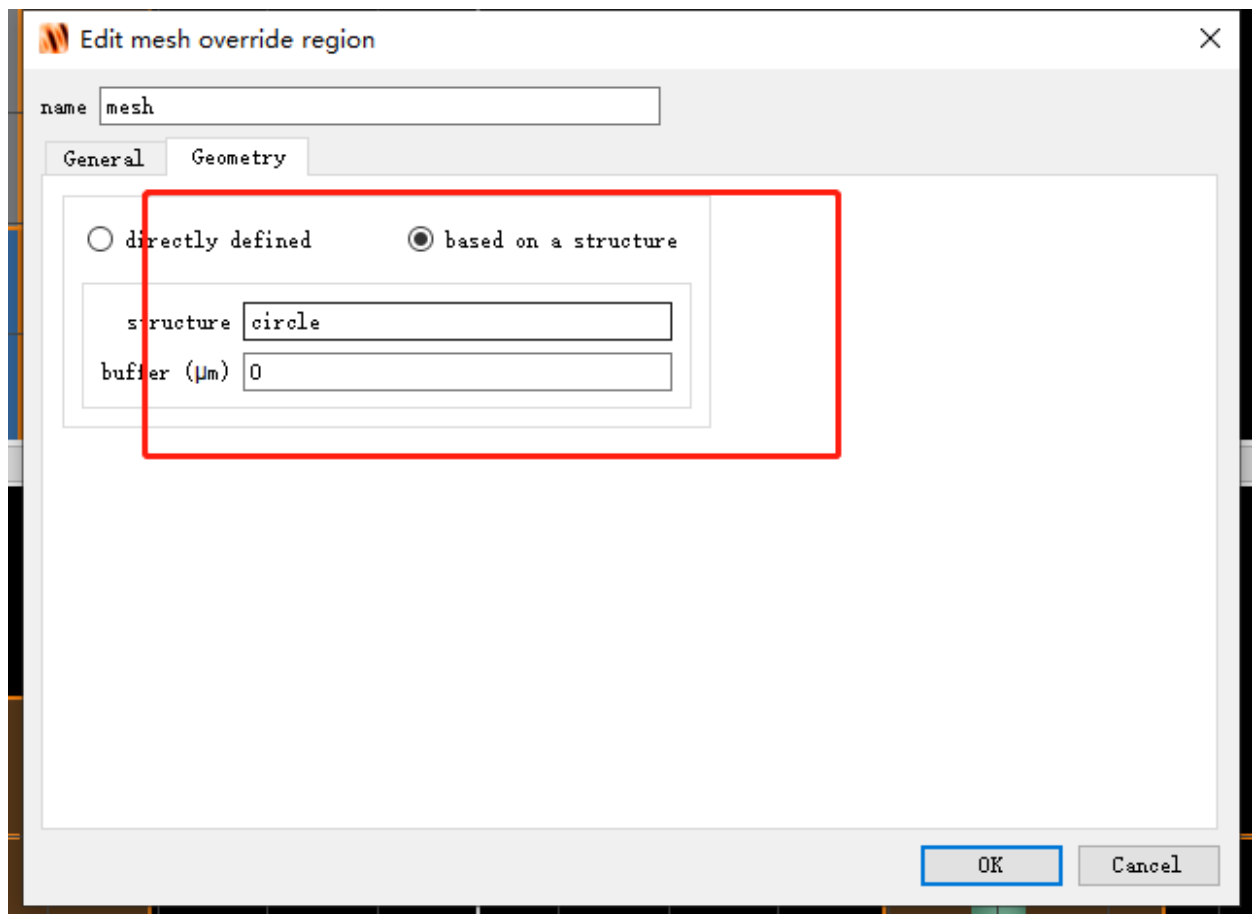 Edit mesh override region
name mesh
General Geometry
directly defined based on a structure
structure circle
buffer (μm) 0
OK Cancel